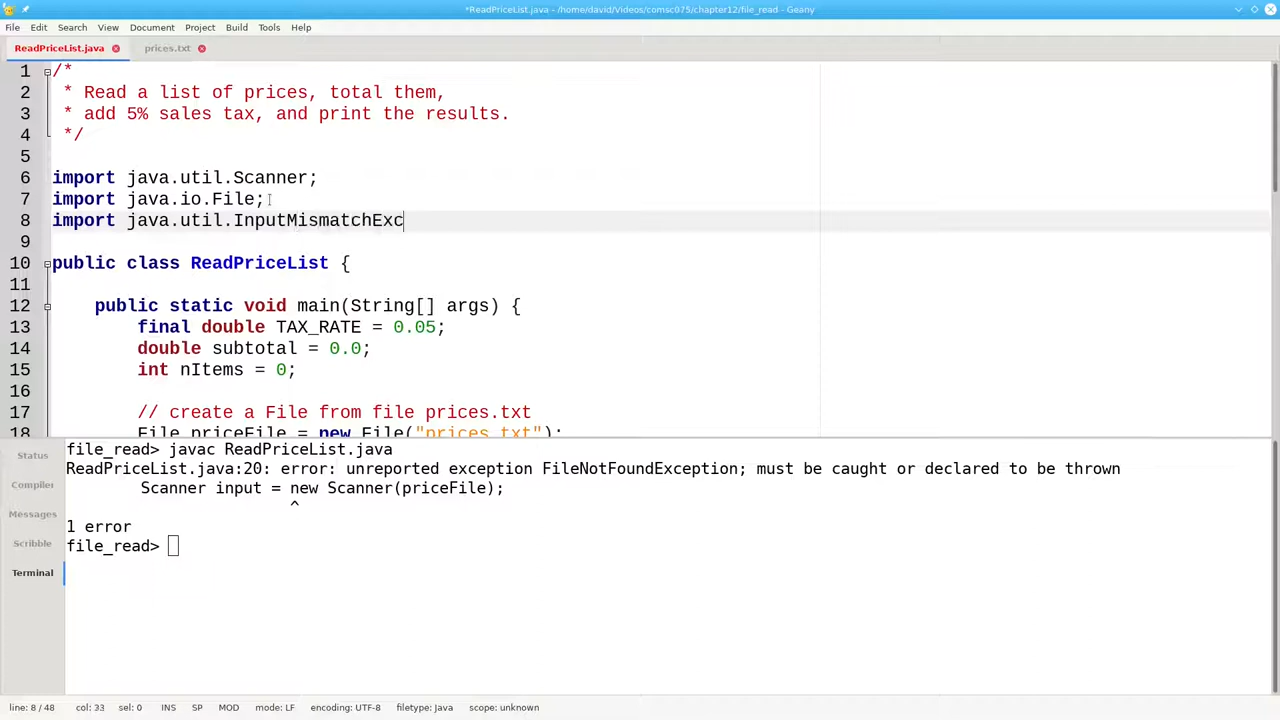 *ReadPriceList.java - /home/david/Videos/comsc075/chapter12/file_read - Geany
File Edit Search View Document Project Build Tools Help
ReadPriceList.java prices.txt
1 /*
2  * Read a list of prices, total them,
3  * add 5% sales tax, and print the results.
4  */
5
6 import java.util.Scanner;
7 import java.io.File;
8 import java.util.InputMismatchExc
9
10 public class ReadPriceList {
11
12     public static void main(String[] args) {
13         final double TAX_RATE = 0.05;
14         double subtotal = 0.0;
15         int nItems = 0;
16
17         // create a File from file prices.txt
18         File priceFile = new File("prices.txt");
Status
Compiler
Messages
Scribble
Terminal
file_read> javac ReadPriceList.java
ReadPriceList.java:20: error: unreported exception FileNotFoundException; must be caught or declared to be thrown
        Scanner input = new Scanner(priceFile);
                        ^
1 error
file_read>
line: 8 / 48 col: 33 sel: 0 INS SP MOD mode: LF encoding: UTF-8 filetype: Java scope: unknown